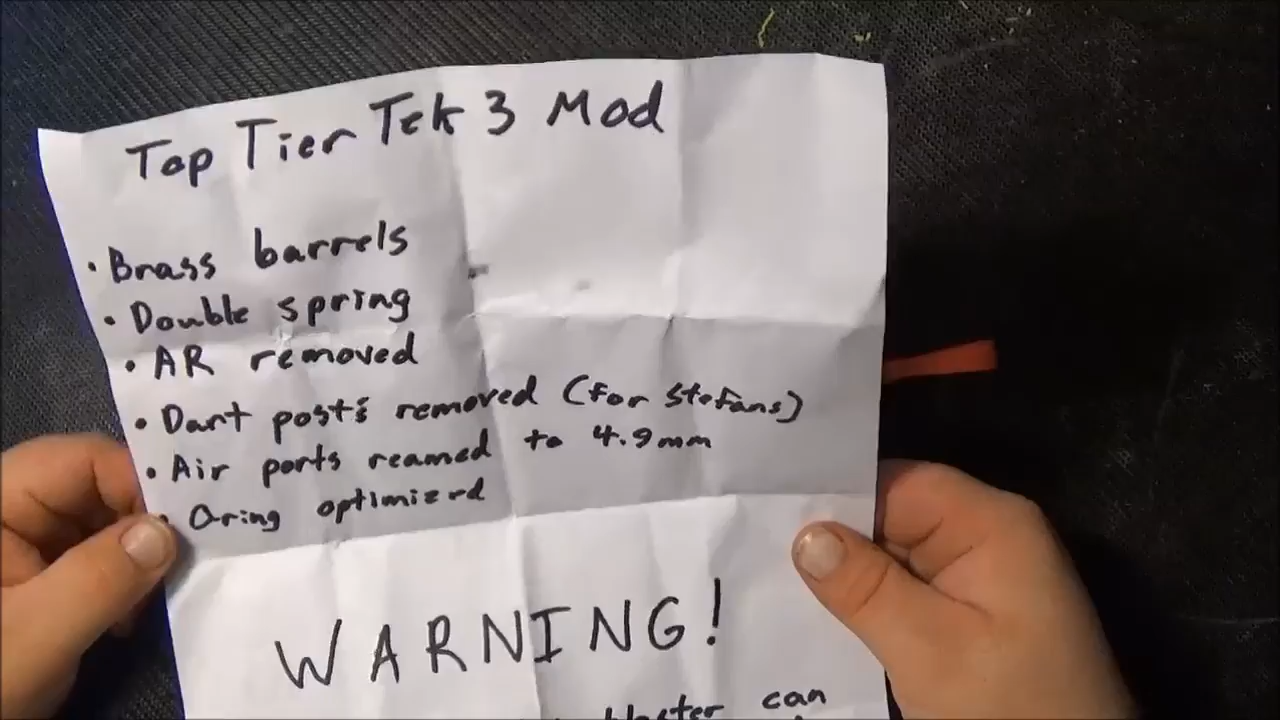 Top Tier Tek 3 Mod
• Brass barrels
• Double spring
• AR removed
• Dart posts removed (for stefans)
• Air ports reamed to 4.9mm
• Oring optimized
WARNING!
blaster can